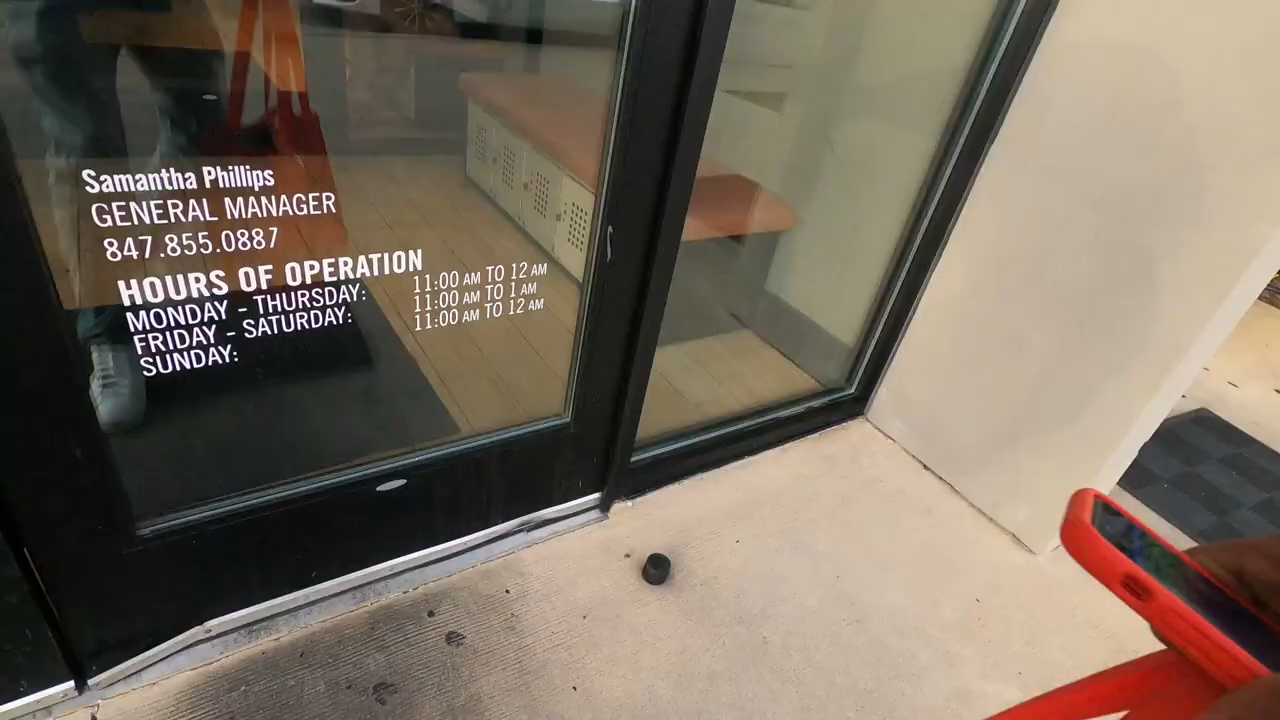 Samantha Phillips
GENERAL MANAGER
847.855.0887
HOURS OF OPERATION
MONDAY - THURSDAY: 11:00 AM TO 12 AM
FRIDAY - SATURDAY: 11:00 AM TO 1 AM
SUNDAY: 11:00 AM TO 12 AM